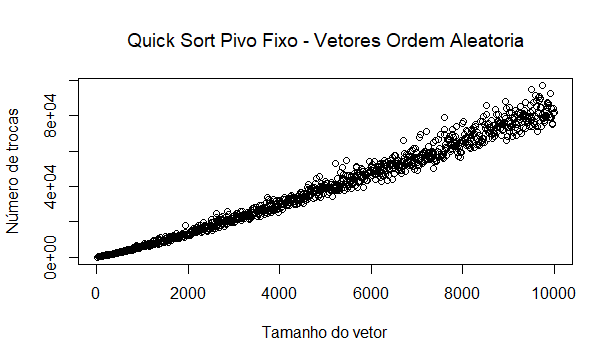 Quick Sort Pivo Fixo - Vetores Ordem Aleatoria
Número de trocas
8e+04
4e+04
0e+00
0 2000 4000 6000 8000 10000
Tamanho do vetor